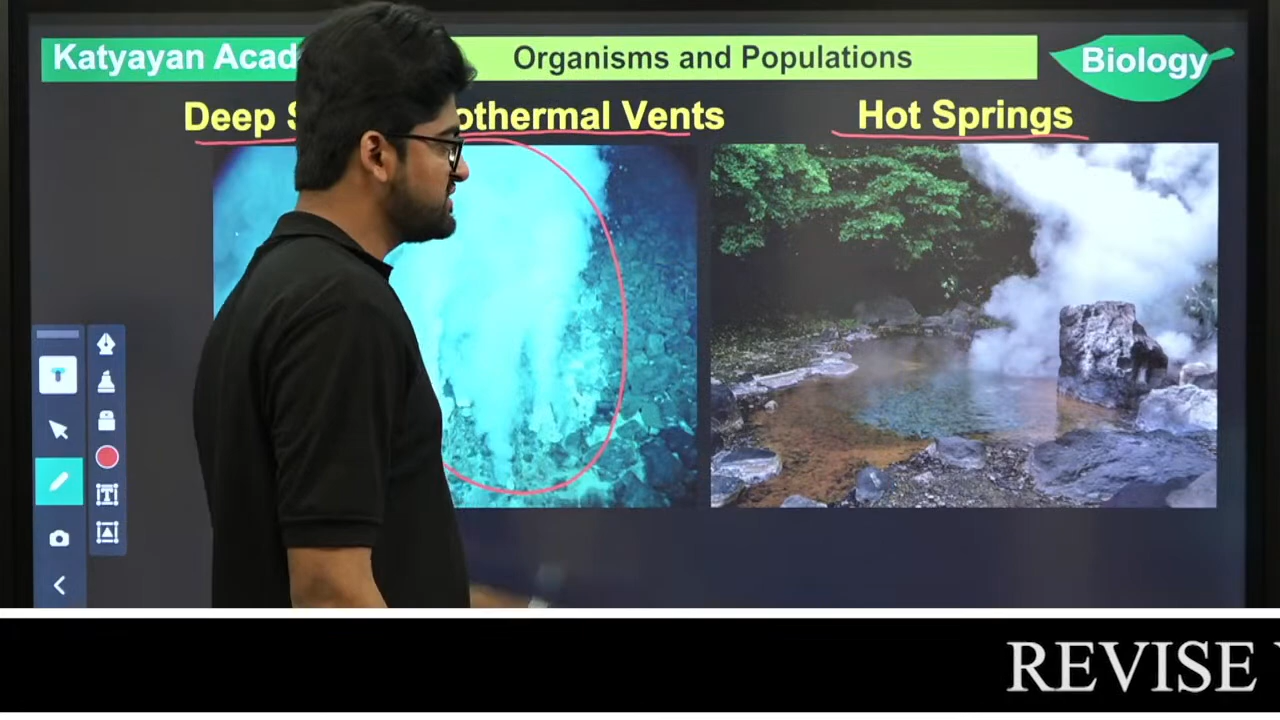 Katyayan Acad
Organisms and Populations
Biology
Deep S othermal Vents
Hot Springs
T
REVISE